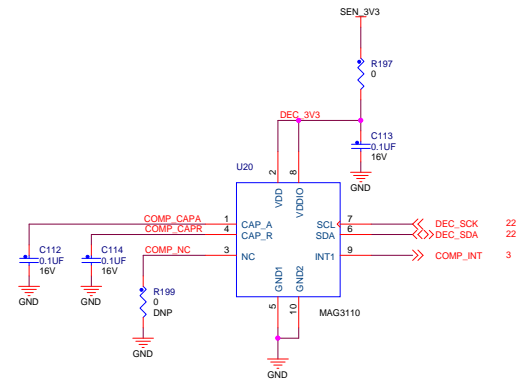 SEN_3V3
R197
0
DEC_3V3
C113
0.1UF
16V
GND
U20
2
8
VDD
VDDIO
COMP_CAPA
1
CAP_A
COMP_CAPR
4
CAP_R
COMP_NC
3
NC
SCL
7
DEC_SCK
22
SDA
6
DEC_SDA
22
INT1
9
COMP_INT
3
C112
0.1UF
16V
GND
C114
0.1UF
16V
GND
R199
0
DNP
GND
GND1
GND2
5
10
MAG3110
GND